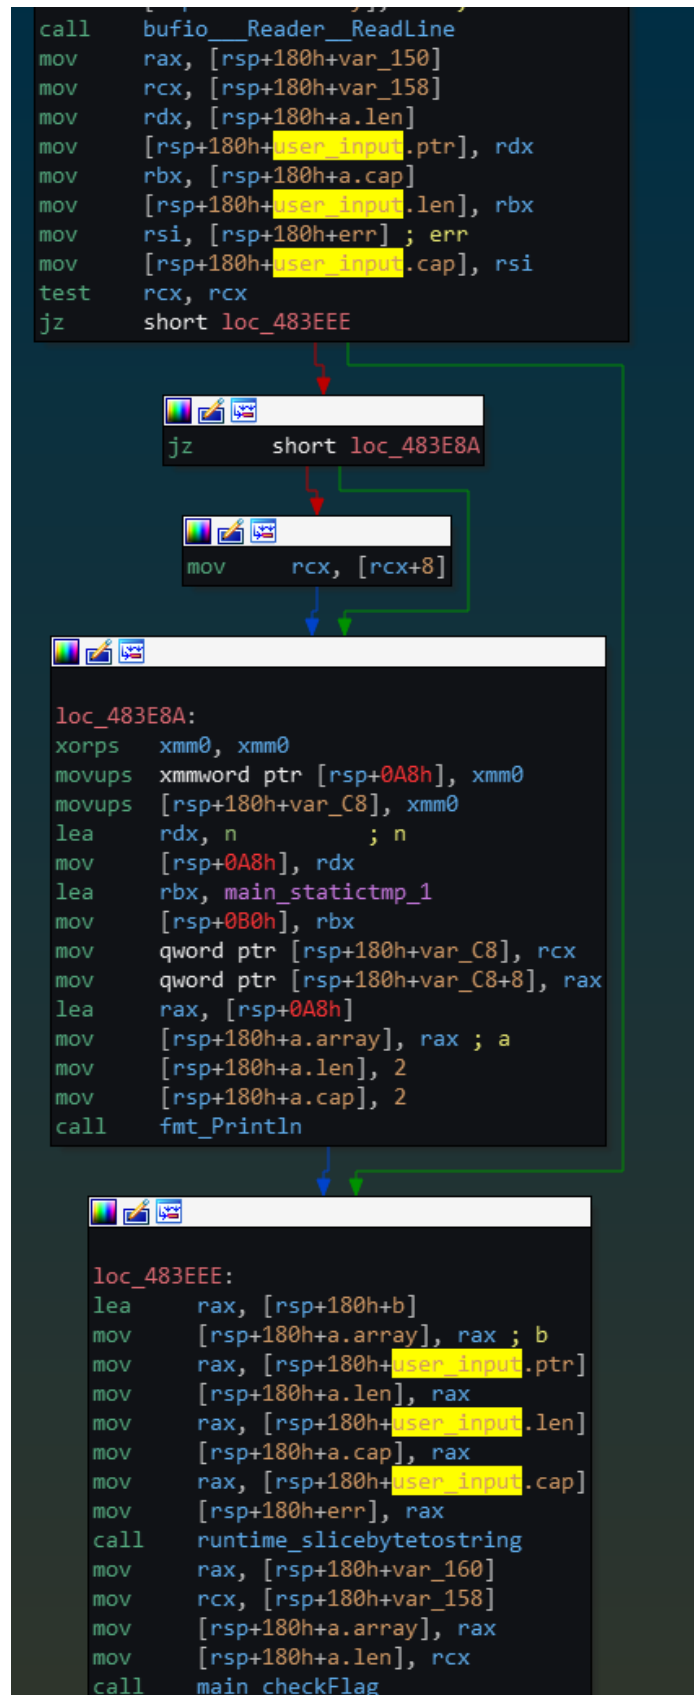 call bufio___Reader__ReadLine
mov rax, [rsp+180h+var_150]
mov rcx, [rsp+180h+var_158]
mov rdx, [rsp+180h+a.len]
mov [rsp+180h+user_input.ptr], rdx
mov rbx, [rsp+180h+a.cap]
mov [rsp+180h+user_input.len], rbx
mov rsi, [rsp+180h+err] ; err
mov [rsp+180h+user_input.cap], rsi
test rcx, rcx
jz short loc_483EEE
jz short loc_483E8A
mov rcx, [rcx+8]
loc_483E8A:
xorps xmm0, xmm0
movups xmmword ptr [rsp+0A8h], xmm0
movups [rsp+180h+var_C8], xmm0
lea rdx, n ; n
mov [rsp+0A8h], rdx
lea rbx, main_statictmp_1
mov [rsp+0B0h], rbx
mov qword ptr [rsp+180h+var_C8], rcx
mov qword ptr [rsp+180h+var_C8+8], rax
lea rax, [rsp+0A8h]
mov [rsp+180h+a.array], rax ; a
mov [rsp+180h+a.len], 2
mov [rsp+180h+a.cap], 2
call fmt_Println
loc_483EEE:
lea rax, [rsp+180h+b]
mov [rsp+180h+a.array], rax ; b
mov rax, [rsp+180h+user_input.ptr]
mov [rsp+180h+a.len], rax
mov rax, [rsp+180h+user_input.len]
mov [rsp+180h+a.cap], rax
mov rax, [rsp+180h+user_input.cap]
mov [rsp+180h+err], rax
call runtime_slicebytetostring
mov rax, [rsp+180h+var_160]
mov rcx, [rsp+180h+var_158]
mov [rsp+180h+a.array], rax
mov [rsp+180h+a.len], rcx
call main_checkFlag